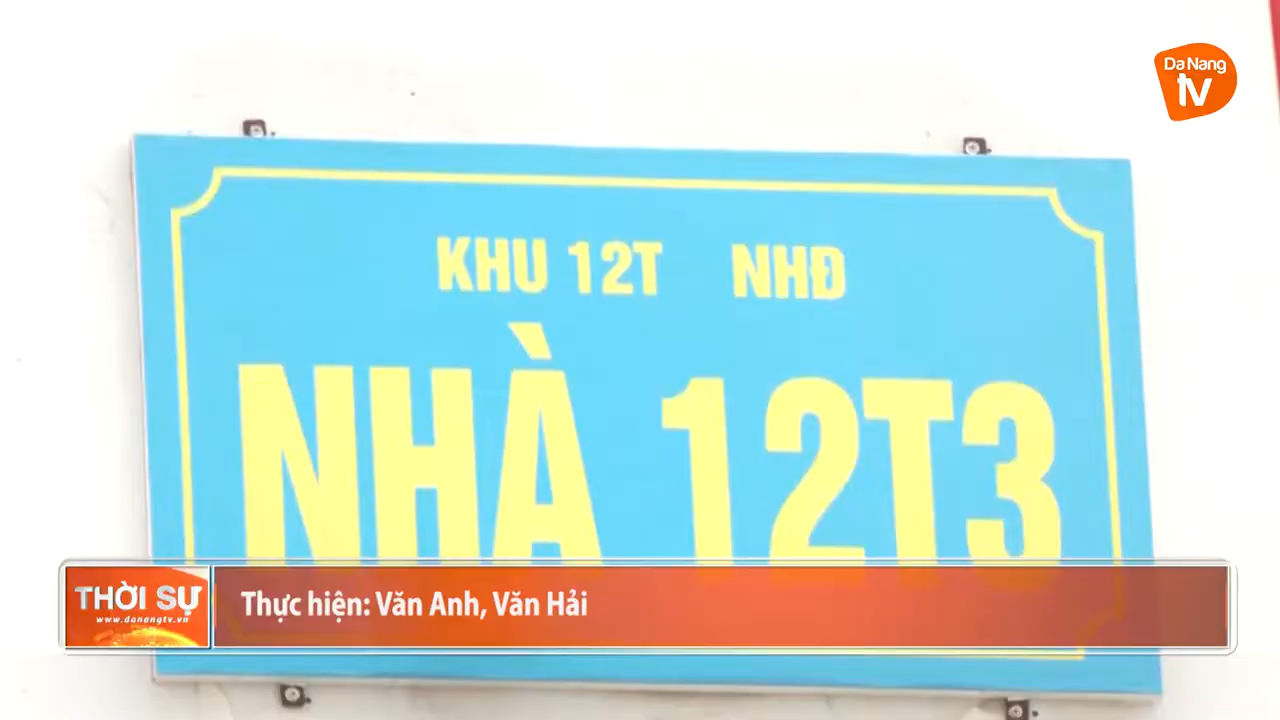 Da Nang
tv
KHU 12T NHĐ
NHÀ 12T3
THỜI SỰ
www.danangtv.vn
Thực hiện: Văn Anh, Văn Hải